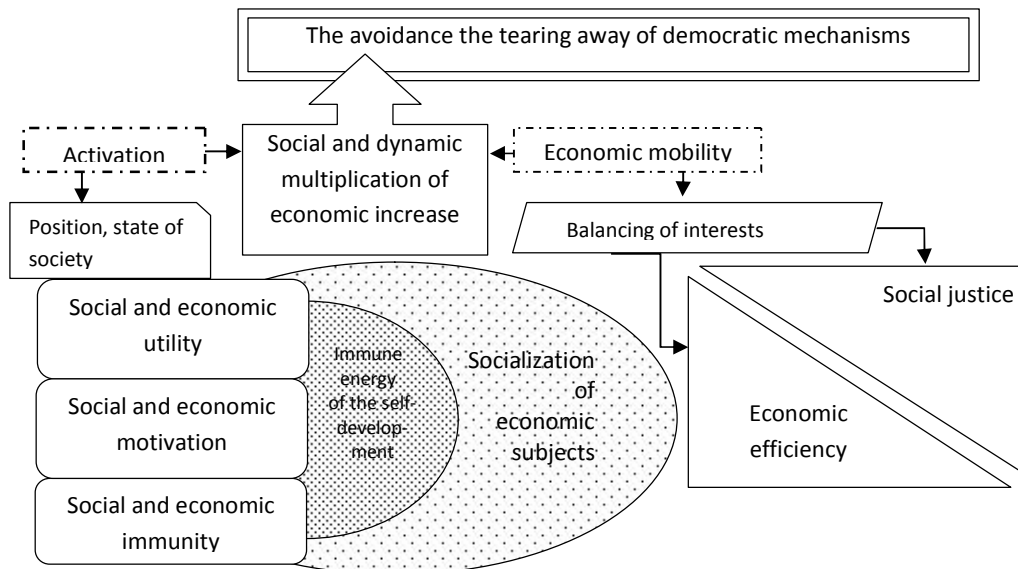 The avoidance the tearing away of democratic mechanisms
Activation
Social and dynamic
multiplication of
economic increase
Economic mobility
Position, state of
society
Balancing of interests
Social justice
Social and economic
utility
Social and economic
motivation
Social and economic
immunity
Immune
energy
of the self-
develop-
ment
Socialization
of
economic
subjects
Economic
efficiency